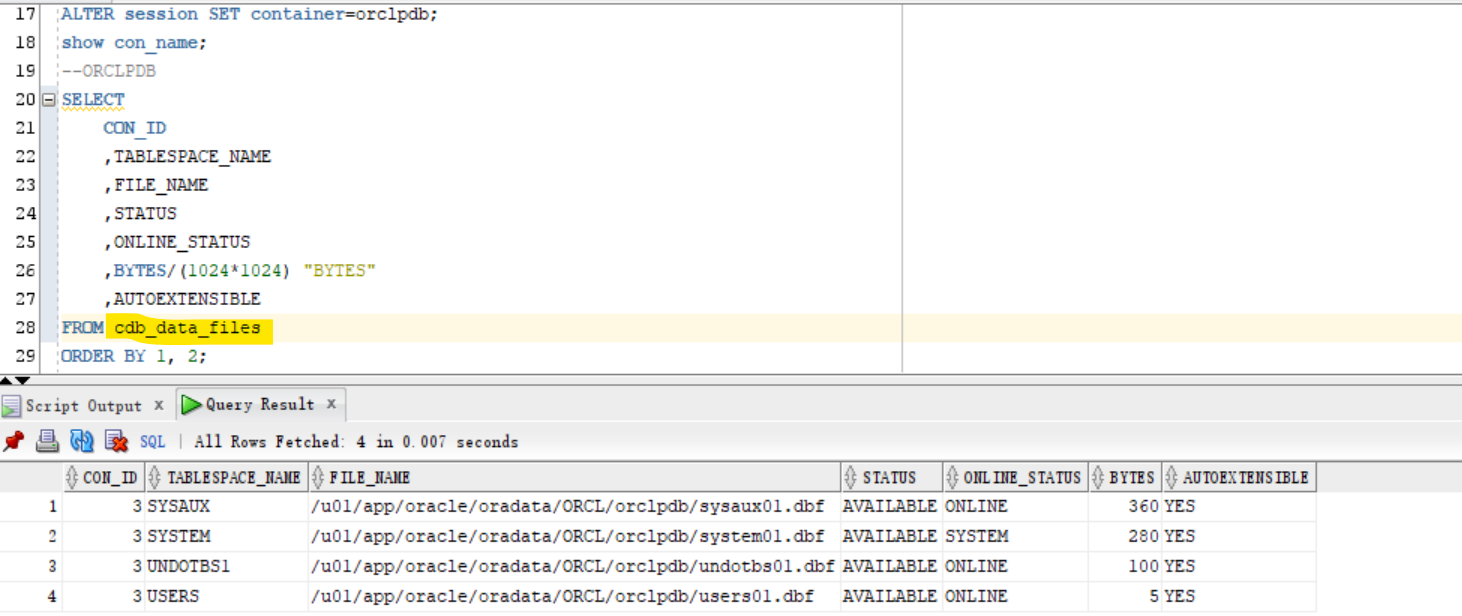 17 ALTER session SET container=orclpdb;
18 show con_name;
19 --ORCLPDB
20 SELECT
21 CON_ID
22 ,TABLESPACE_NAME
23 ,FILE_NAME
24 ,STATUS
25 ,ONLINE_STATUS
26 ,BYTES/(1024*1024) "BYTES"
27 ,AUTOEXTENSIBLE
28 FROM cdb_data_files
29 ORDER BY 1, 2;
Script Output x Query Result x
SQL | All Rows Fetched: 4 in 0.007 seconds
CON_ID TABLESPACE_NAME FILE_NAME STATUS ONLINE_STATUS BYTES AUTOEXTENSIBLE
1 3 SYSAUX /u01/app/oracle/oradata/ORCL/orclpdb/sysaux01.dbf AVAILABLE ONLINE 360 YES
2 3 SYSTEM /u01/app/oracle/oradata/ORCL/orclpdb/system01.dbf AVAILABLE SYSTEM 280 YES
3 3 UNDOTBS1 /u01/app/oracle/oradata/ORCL/orclpdb/undotbs01.dbf AVAILABLE ONLINE 100 YES
4 3 USERS /u01/app/oracle/oradata/ORCL/orclpdb/users01.dbf AVAILABLE ONLINE 5 YES